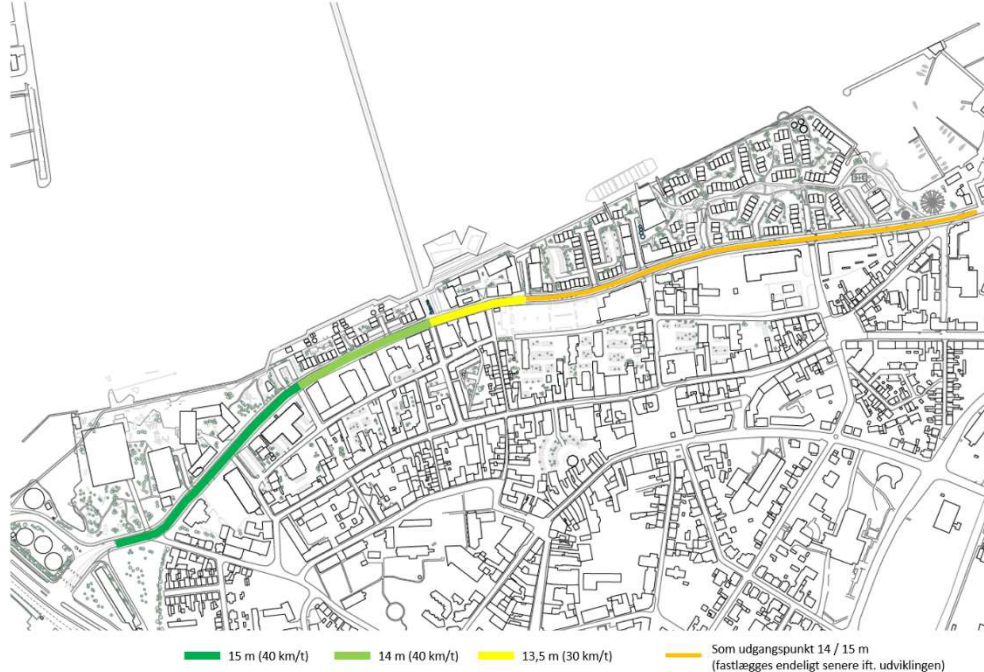 15 m (40 km/t)
14 m (40 km/t)
13,5 m (30 km/t)
Som udgangspunkt 14 / 15 m
(fastlægges endeligt senere ift. udviklingen)